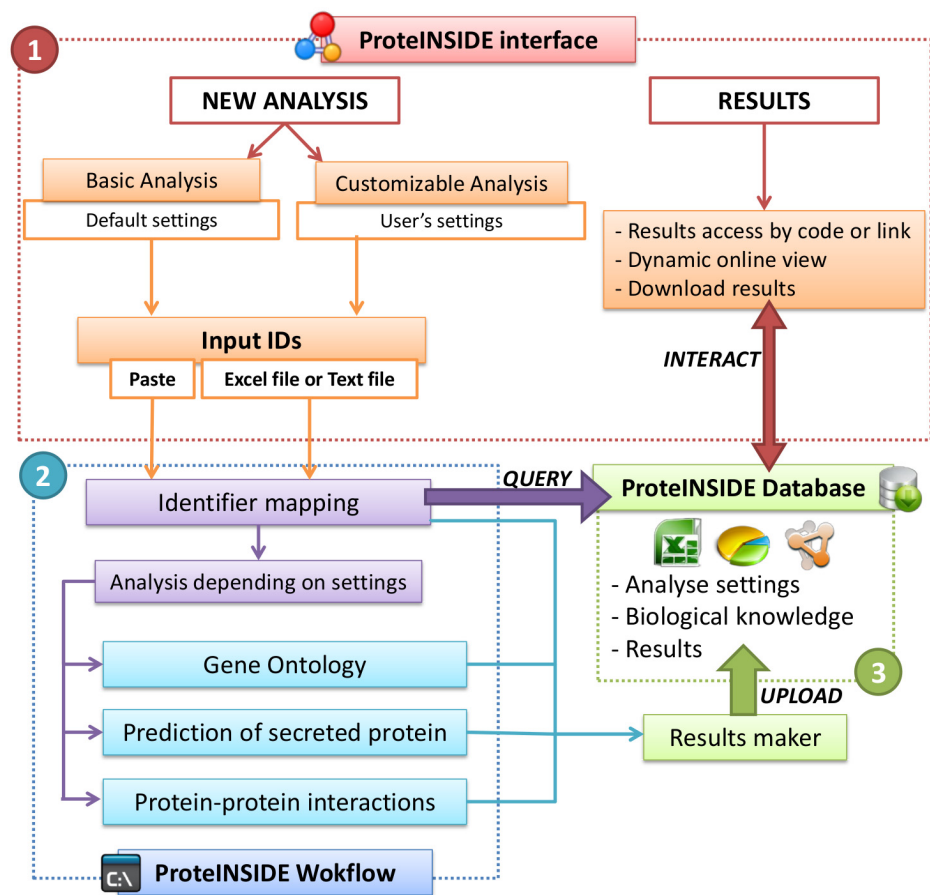 1
ProteINSIDE interface
NEW ANALYSIS
RESULTS
Basic Analysis
Default settings
Customizable Analysis
User's settings
- Results access by code or link
- Dynamic online view
- Download results
Input IDs
Paste
Excel file or Text file
INTERACT
2
Identifier mapping
QUERY
ProteINSIDE Database
Analysis depending on settings
- Analyse settings
- Biological knowledge
- Results
3
Gene Ontology
UPLOAD
Prediction of secreted protein
Results maker
Protein-protein interactions
C:\
ProteINSIDE Wokflow